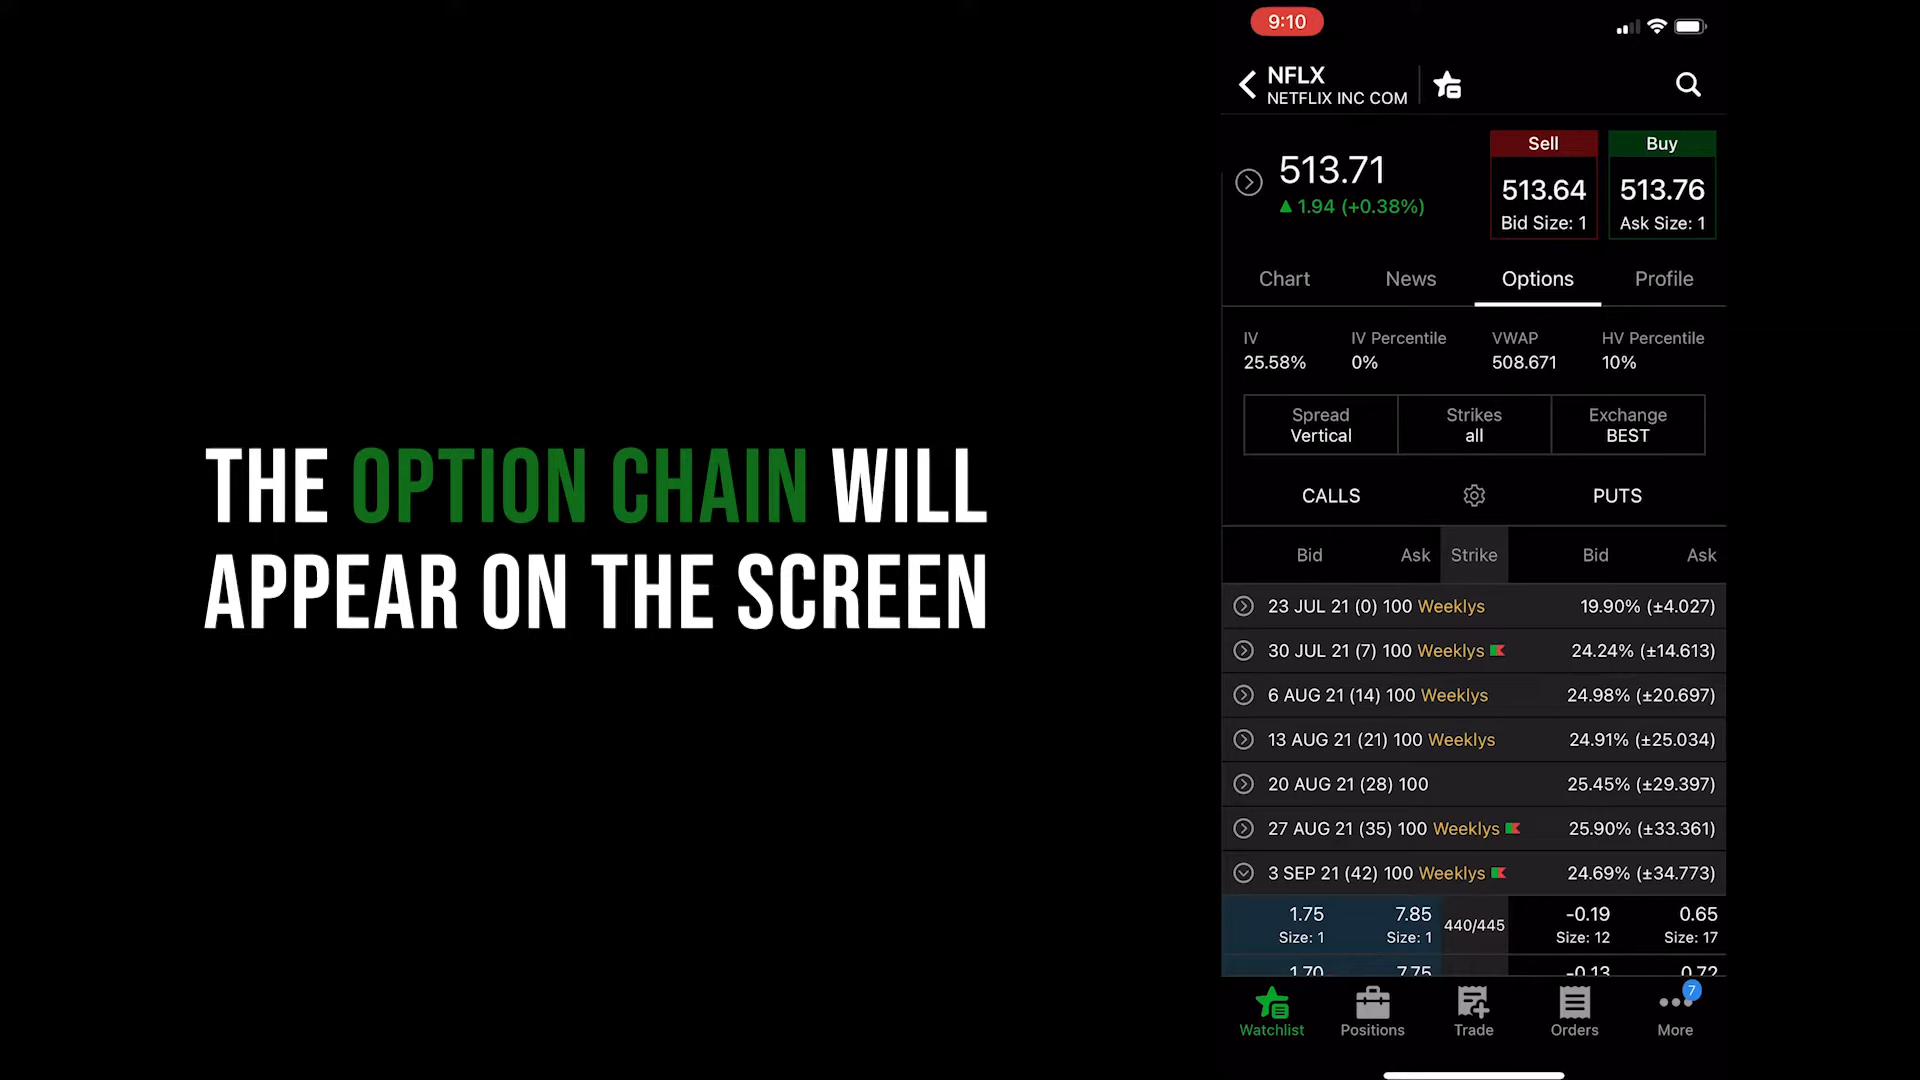 THE OPTION CHAIN WILL
APPEAR ON THE SCREEN
9:10
NFLX
NETFLIX INC COM
513.71
1.94 (+0.38%)
Sell
513.64
Bid Size: 1
Buy
513.76
Ask Size: 1
Chart News Options Profile
IV IV Percentile VWAP HV Percentile
25.58% 0% 508.671 10%
Spread Strikes Exchange
Vertical all BEST
CALLS PUTS
Bid Ask Strike Bid Ask
23 JUL 21 (0) 100 Weeklys 19.90% (±4.027)
30 JUL 21 (7) 100 Weeklys 24.24% (±14.613)
6 AUG 21 (14) 100 Weeklys 24.98% (±20.697)
13 AUG 21 (21) 100 Weeklys 24.91% (±25.034)
20 AUG 21 (28) 100 25.45% (±29.397)
27 AUG 21 (35) 100 Weeklys 25.90% (±33.361)
3 SEP 21 (42) 100 Weeklys 24.69% (±34.773)
1.75 7.85 440/445 -0.19 0.65
Size: 1 Size: 1 Size: 12 Size: 17
1.70 7.75 -0.13 0.72
7
Watchlist Positions Trade Orders More